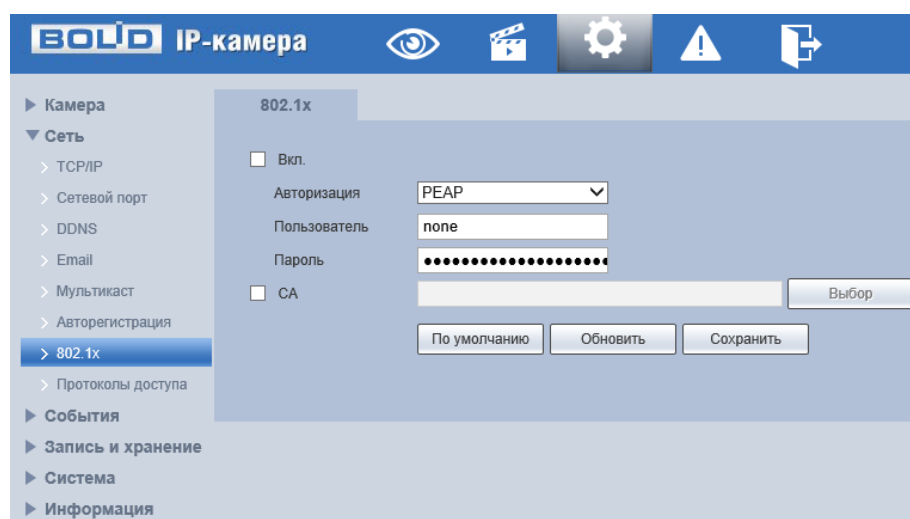 BOLID IP-камера
Камера
Сеть
TCP/IP
Сетевой порт
DDNS
Email
Мультикаст
Авторегистрация
802.1x
Протоколы доступа
События
Запись и хранение
Система
Информация
802.1x
Вкл.
Авторизация PEAP
Пользователь none
Пароль ••••••••••••••••••••
CA Выбор
По умолчанию Обновить Сохранить